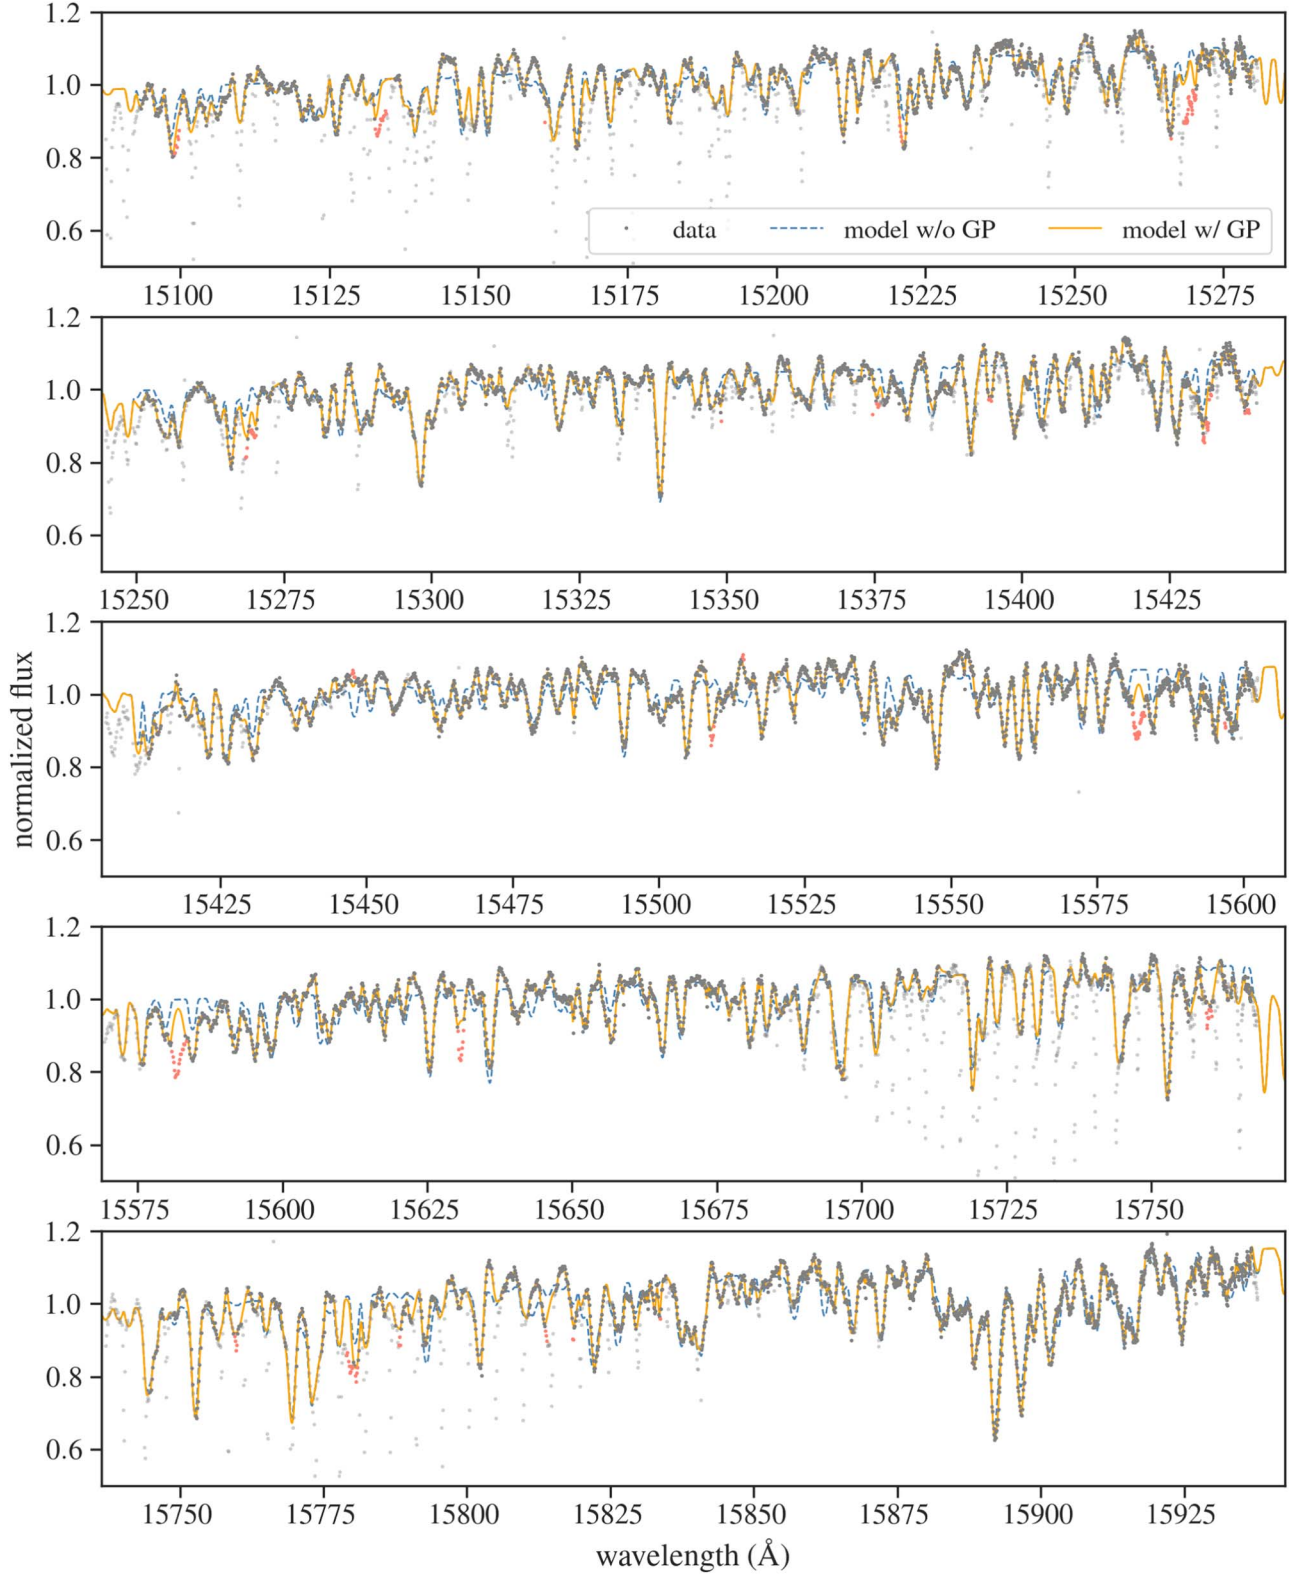 1.2
1.0
0.8
0.6
data model w/o GP model w/ GP
15100 15125 15150 15175 15200 15225 15250 15275
1.2
1.0
0.8
0.6
15250 15275 15300 15325 15350 15375 15400 15425
1.2
1.0
0.8
0.6
normalized flux
15425 15450 15475 15500 15525 15550 15575 15600
1.2
1.0
0.8
0.6
15575 15600 15625 15650 15675 15700 15725 15750
1.2
1.0
0.8
0.6
15750 15775 15800 15825 15850 15875 15900 15925
wavelength (Å)